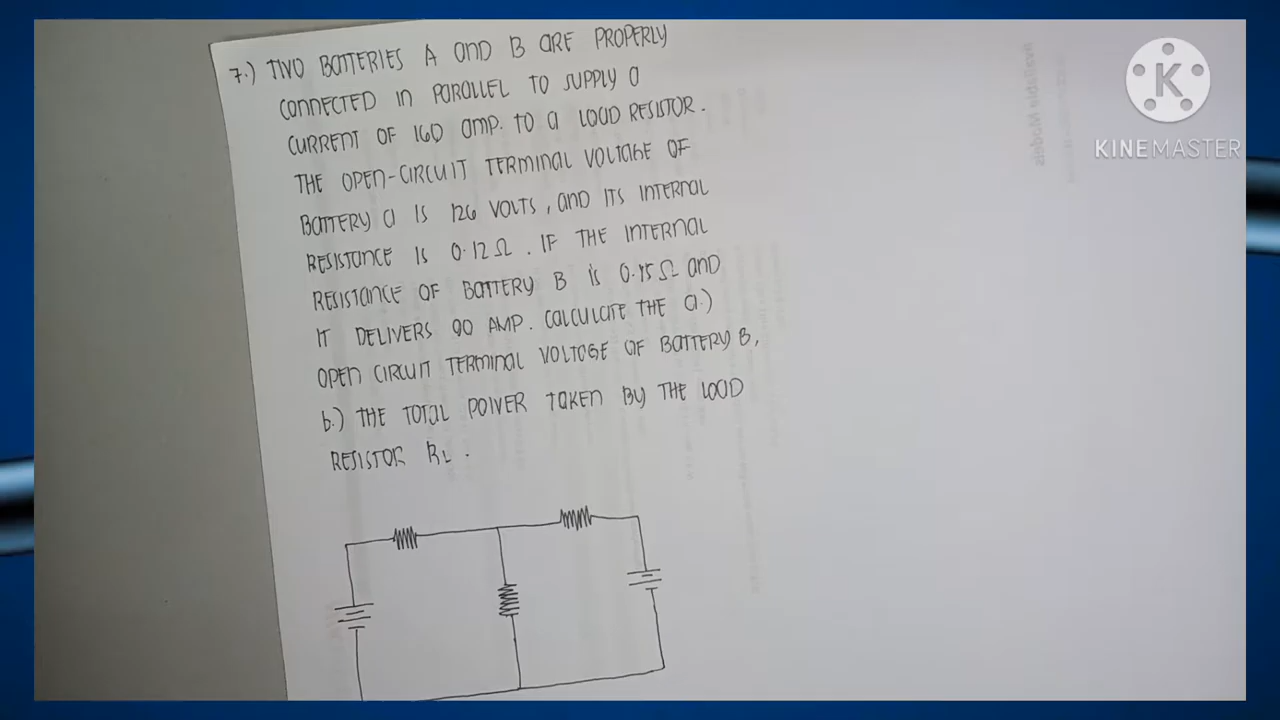 7.) TWO BATTERIES A AND B ARE PROPERLY
CONNECTED IN PARALLEL TO SUPPLY A
CURRENT OF 160 AMP. TO A LOAD RESISTOR.
THE OPEN-CIRCUIT TERMINAL VOLTAGE OF
BATTERY A IS 126 VOLTS, AND ITS INTERNAL
RESISTANCE IS 0.12Ω. IF THE INTERNAL
RESISTANCE OF BATTERY B IS 0.15Ω AND
IT DELIVERS 90 AMP. CALCULATE THE A.)
OPEN CIRCUIT TERMINAL VOLTAGE OF BATTERY B,
b.) THE TOTAL POWER TAKEN BY THE LOAD
RESISTOR RL.
K
KINEMASTER